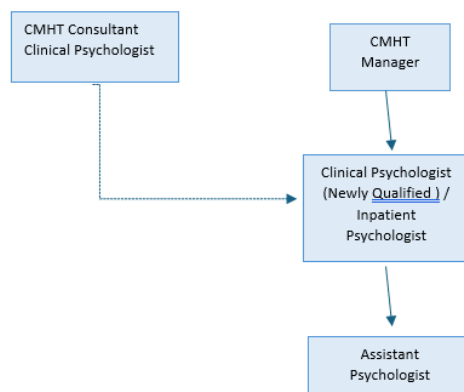 CMHT Consultant
Clinical Psychologist
CMHT
Manager
Clinical Psychologist
(Newly Qualified ) /
Inpatient
Psychologist
Assistant
Psychologist